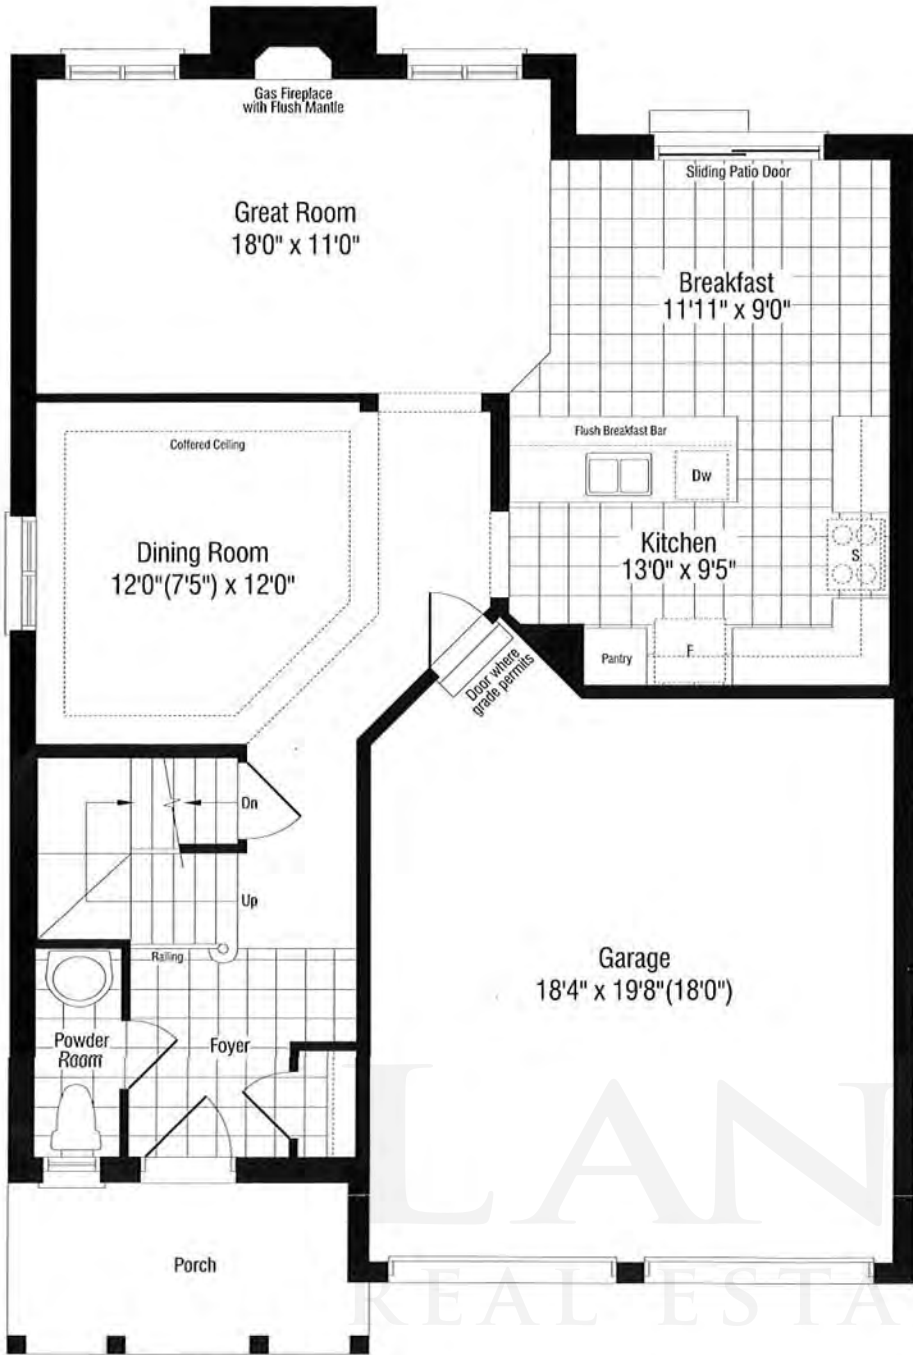 Gas Fireplace
with Flush Mantle
Sliding Patio Door
Great Room
18'0" x 11'0"
Breakfast
11'11" x 9'0"
Coffered Ceiling
Flush Breakfast Bar
Dw
Dining Room
12'0"(7'5") x 12'0"
Kitchen
13'0" x 9'5"
S
Pantry
F
Door where
grade permits
Dn
Up
Railing
Garage
18'4" x 19'8"(18'0")
Powder
Room
Foyer
Porch
LAN
REAL ESTA